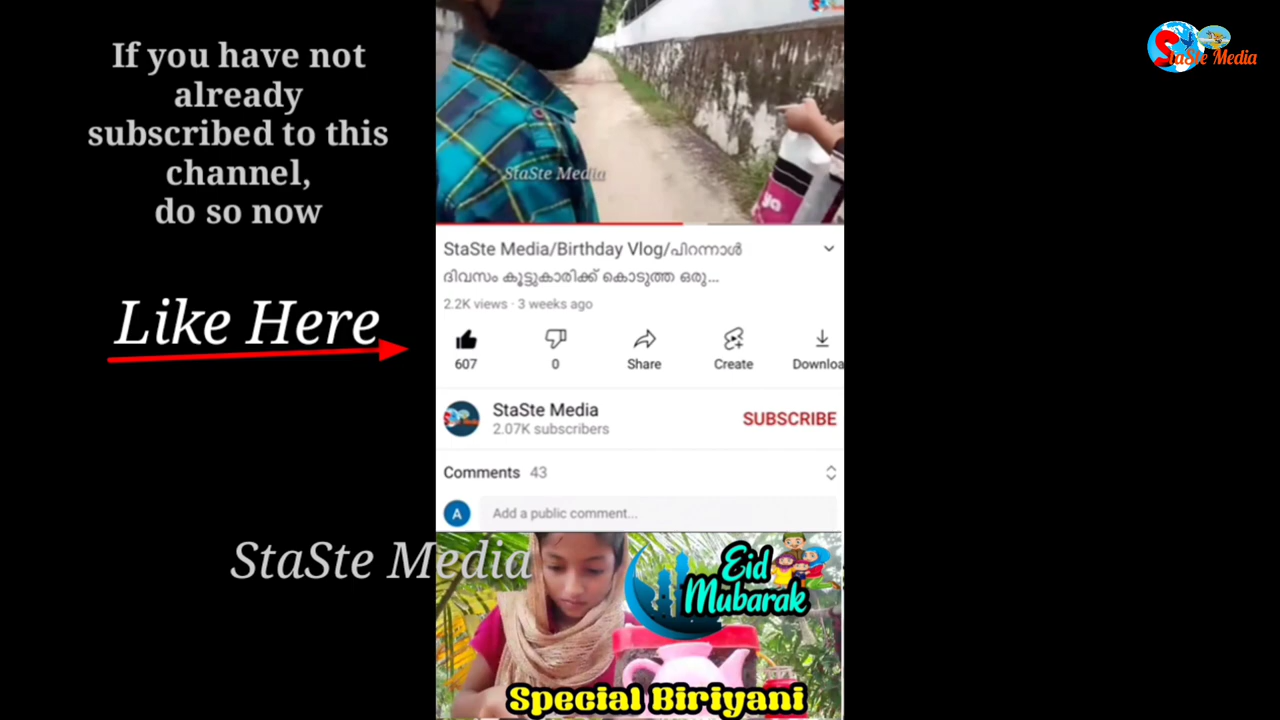 If you have not
already
subscribed to this
channel,
do so now
Like Here
StaSte Media
StaSte Media
StaSte Media/Birthday Vlog/പിറന്നാൾ
ദിവസം കൂട്ടുകാരിക്ക് കൊടുത്ത ഒരു...
2.2K views · 3 weeks ago
607
0
Share
Create
Downloa
StaSte Media
2.07K subscribers
SUBSCRIBE
Comments 43
A
Add a public comment...
StaSte Media
Eid
Mubarak
Special Biriyani